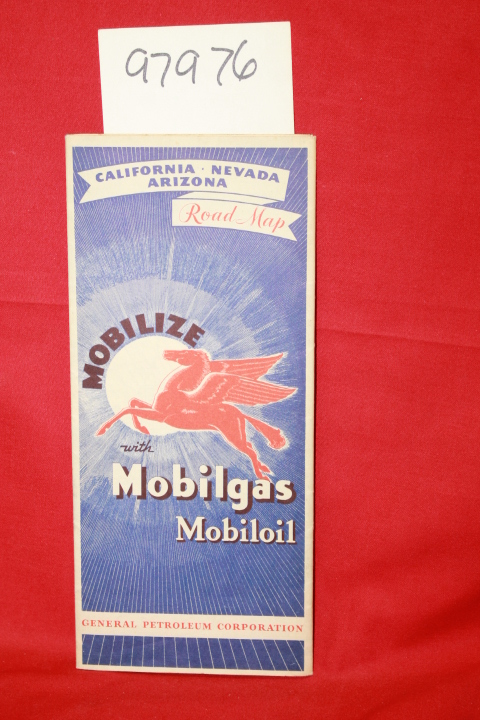 97976
CALIFORNIA · NEVADA
ARIZONA
Road Map
MOBILIZE
with
Mobilgas
Mobiloil
GENERAL PETROLEUM CORPORATION